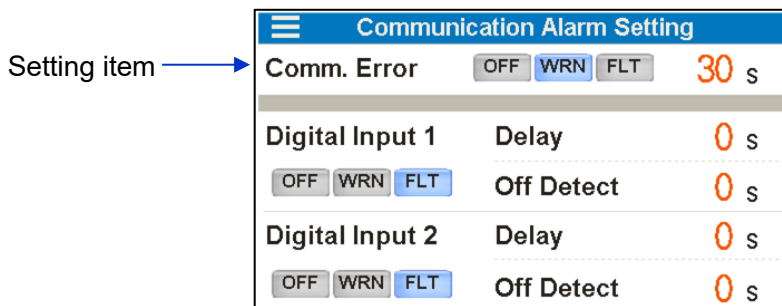 Communication Alarm Setting
Setting item
Comm. Error OFF WRN FLT 30 s
Digital Input 1 Delay 0 s
OFF WRN FLT Off Detect 0 s
Digital Input 2 Delay 0 s
OFF WRN FLT Off Detect 0 s